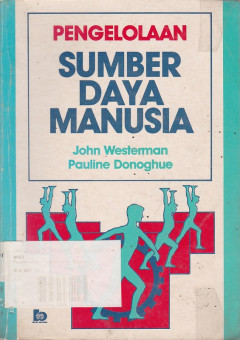 PENGELOLAAN
SUMBER
DAYA
MANUSIA
John Westerman
Pauline Donoghue